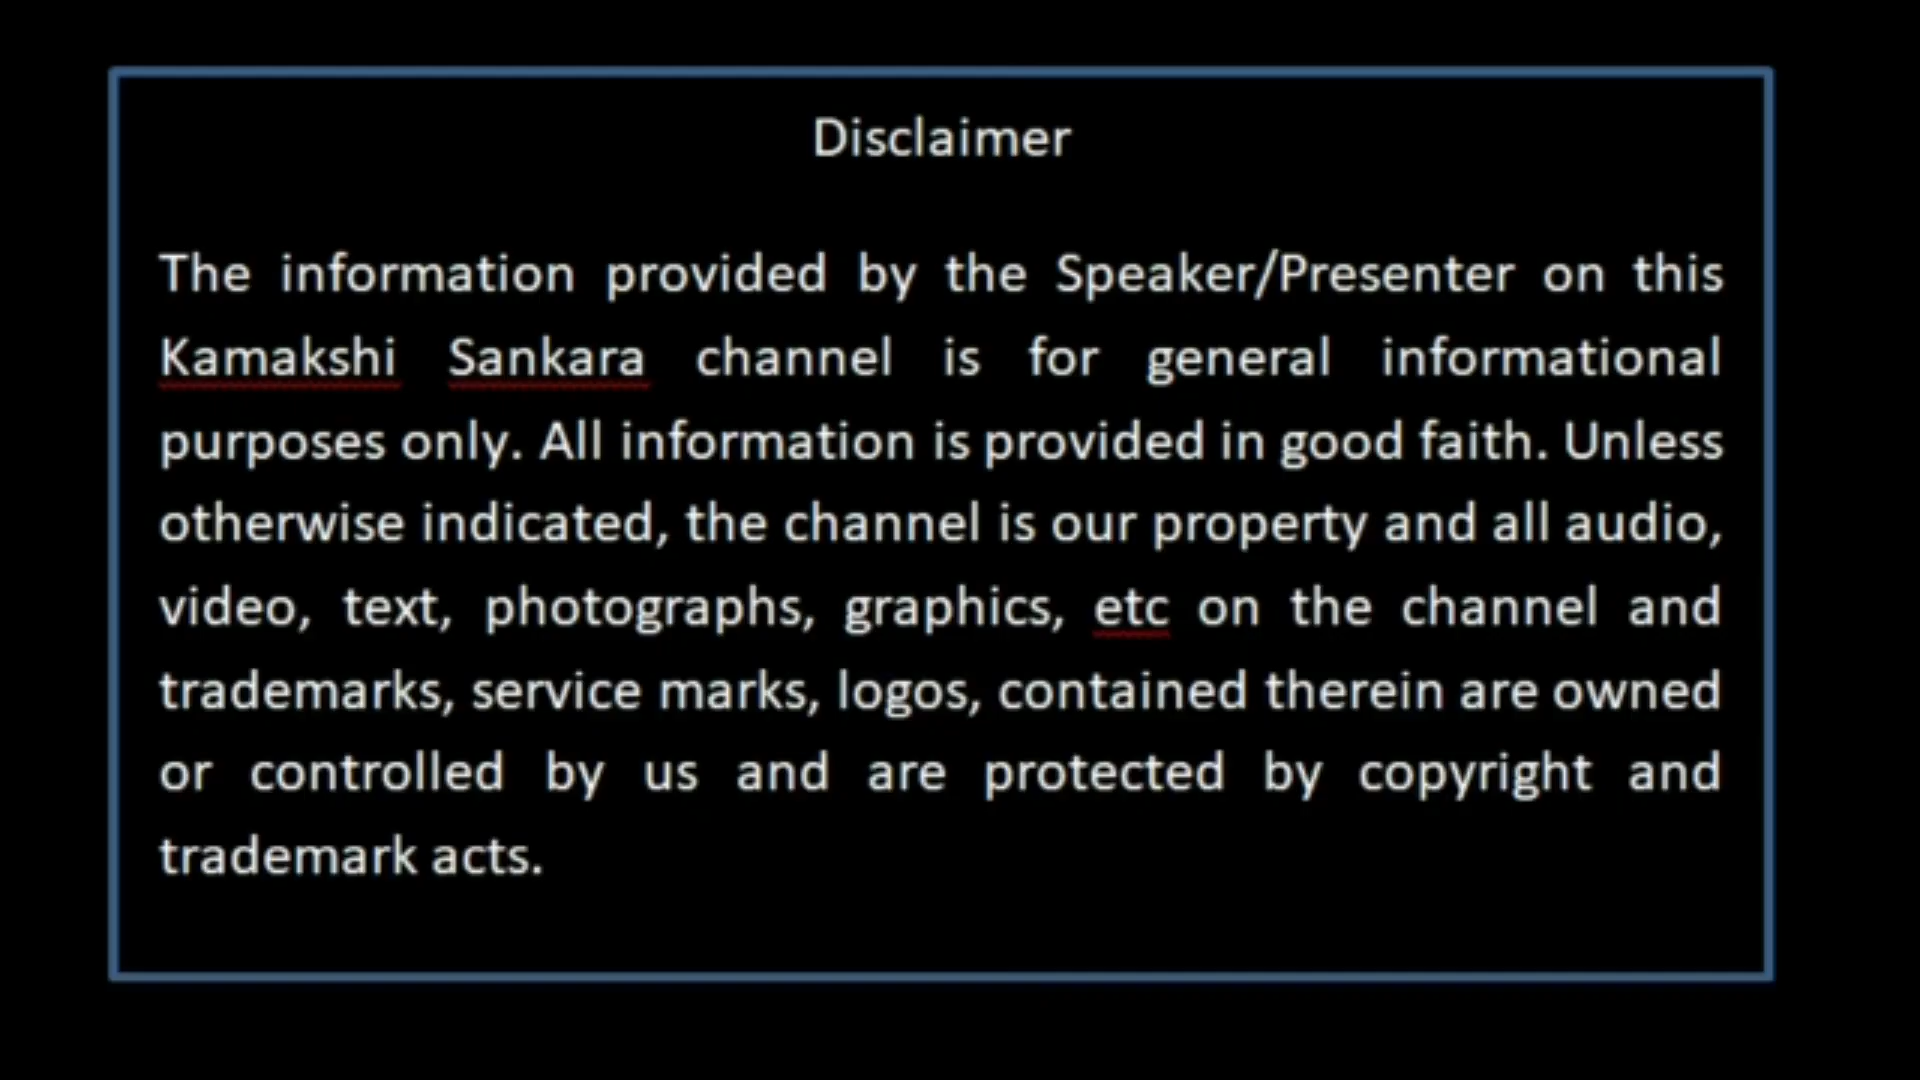 Disclaimer
The information provided by the Speaker/Presenter on this
Kamakshi Sankara channel is for general informational
purposes only. All information is provided in good faith. Unless
otherwise indicated, the channel is our property and all audio,
video, text, photographs, graphics, etc on the channel and
trademarks, service marks, logos, contained therein are owned
or controlled by us and are protected by copyright and
trademark acts.